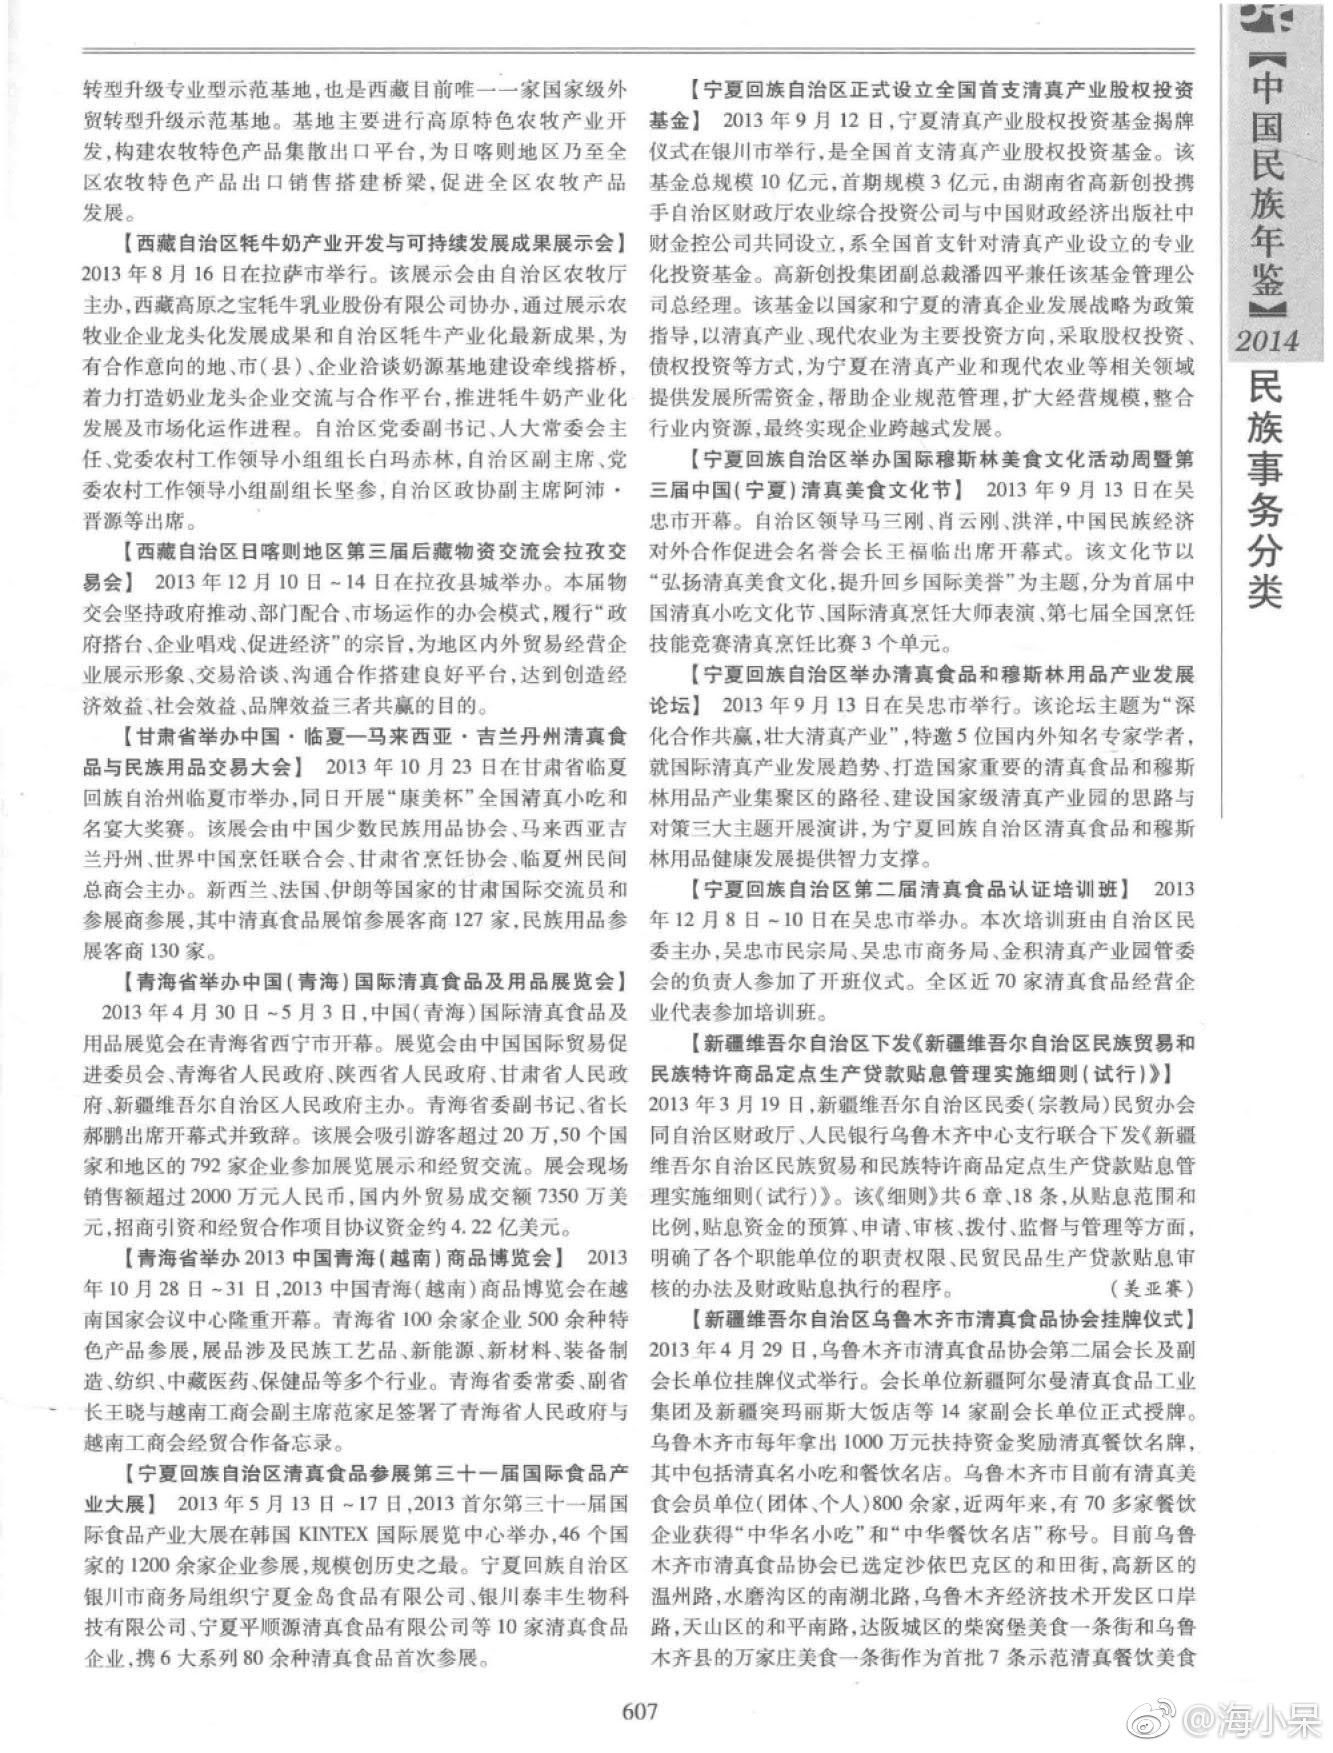 转型升级专业型示范基地,也是西藏目前唯一一家国家级外
贸转型升级示范基地。基地主要进行高原特色农牧产业开
发,构建农牧特色产品集散出口平台,为日喀则地区乃至全
区农牧特色产品出口销售搭建桥梁,促进全区农牧产品
发展。
【西藏自治区牦牛奶产业开发与可持续发展成果展示会】
2013年8月16日在拉萨市举行。该展示会由自治区农牧厅
主办,西藏高原之宝牦牛乳业股份有限公司协办,通过展示农
牧业企业龙头化发展成果和自治区牦牛产业化最新成果,为
有合作意向的地、市(县)、企业洽谈奶源基地建设牵线搭桥,
着力打造奶业龙头企业交流与合作平台,推进牦牛奶产业化
发展及市场化运作进程。自治区党委副书记、人大常委会主
任、党委农村工作领导小组组长白玛赤林,自治区副主席、党
委农村工作领导小组副组长坚参,自治区政协副主席阿沛·
晋源等出席。
【西藏自治区日喀则地区第三届后藏物资交流会拉孜交
易会】 2013年12月10日~14日在拉孜县城举办。本届物
交会坚持政府推动、部门配合、市场运作的办会模式,履行“政
府搭台、企业唱戏、促进经济”的宗旨,为地区内外贸易经营企
业展示形象、交易洽谈、沟通合作搭建良好平台,达到创造经
济效益、社会效益、品牌效益三者共赢的目的。
【甘肃省举办中国·临夏—马来西亚·吉兰丹州清真食
品与民族用品交易大会】 2013年10月23日在甘肃省临夏
回族自治州临夏市举办,同日开展“康美杯”全国清真小吃和
名宴大奖赛。该展会由中国少数民族用品协会、马来西亚吉
兰丹州、世界中国烹饪联合会、甘肃省烹饪协会、临夏州民间
总商会主办。新西兰、法国、伊朗等国家的甘肃国际交流员和
参展商参展,其中清真食品展馆参展客商127家,民族用品参
展客商130家。
【青海省举办中国(青海)国际清真食品及用品展览会】
2013年4月30日~5月3日,中国(青海)国际清真食品及
用品展览会在青海省西宁市开幕。展览会由中国国际贸易促
进委员会、青海省人民政府、陕西省人民政府、甘肃省人民政
府、新疆维吾尔自治区人民政府主办。青海省委副书记、省长
郝鹏出席开幕式并致辞。该展会吸引游客超过20万,50个国
家和地区的792家企业参加展览展示和经贸交流。展会现场
销售额超过2000万元人民币,国内外贸易成交额7350万美
元,招商引资和经贸合作项目协议资金约4.22亿美元。
【青海省举办2013中国青海(越南)商品博览会】 2013
年10月28日~31日,2013中国青海(越南)商品博览会在越
南国家会议中心隆重开幕。青海省100余家企业500余种特
色产品参展,展品涉及民族工艺品、新能源、新材料、装备制
造、纺织、中藏医药、保健品等多个行业。青海省委常委、副省
长王晓与越南工商会副主席范家足签署了青海省人民政府与
越南工商会经贸合作备忘录。
【宁夏回族自治区清真食品参展第三十一届国际食品产
业大展】 2013年5月13日~17日,2013首尔第三十一届国
际食品产业大展在韩国KINTEX国际展览中心举办,46个国
家的1200余家企业参展,规模创历史之最。宁夏回族自治区
银川市商务局组织宁夏金岛食品有限公司、银川泰丰生物科
技有限公司、宁夏平顺源清真食品有限公司等10家清真食品
企业,携6大系列80余种清真食品首次参展。
【宁夏回族自治区正式设立全国首支清真产业股权投资
基金】 2013年9月12日,宁夏清真产业股权投资基金揭牌
仪式在银川市举行,是全国首支清真产业股权投资基金。该
基金总规模10亿元,首期规模3亿元,由湖南省高新创投携
手自治区财政厅农业综合投资公司与中国财政经济出版社中
财金控公司共同设立,系全国首支针对清真产业设立的专业
化投资基金。高新创投集团副总裁潘四平兼任该基金管理公
司总经理。该基金以国家和宁夏的清真企业发展战略为政策
指导,以清真产业、现代农业为主要投资方向,采取股权投资、
债权投资等方式,为宁夏在清真产业和现代农业等相关领域
提供发展所需资金,帮助企业规范管理,扩大经营规模,整合
行业内资源,最终实现企业跨越式发展。
【宁夏回族自治区举办国际穆斯林美食文化活动周暨第
三届中国(宁夏)清真美食文化节】 2013年9月13日在吴
忠市开幕。自治区领导马三刚、肖云刚、洪洋,中国民族经济
对外合作促进会名誉会长王福临出席开幕式。该文化节以
“弘扬清真美食文化,提升回乡国际美誉”为主题,分为首届中
国清真小吃文化节、国际清真烹饪大师表演、第七届全国烹饪
技能竞赛清真烹饪比赛3个单元。
【宁夏回族自治区举办清真食品和穆斯林用品产业发展
论坛】 2013年9月13日在吴忠市举行。该论坛主题为“深
化合作共赢,壮大清真产业”,特邀5位国内外知名专家学者,
就国际清真产业发展趋势、打造国家重要的清真食品和穆斯
林用品产业集聚区的路径、建设国家级清真产业园的思路与
对策三大主题开展演讲,为宁夏回族自治区清真食品和穆斯
林用品健康发展提供智力支撑。
【宁夏回族自治区第二届清真食品认证培训班】 2013
年12月8日~10日在吴忠市举办。本次培训班由自治区民
委主办,吴忠市民宗局、吴忠市商务局、金积清真产业园管委
会的负责人参加了开班仪式。全区近70家清真食品经营企
业代表参加培训班。
【新疆维吾尔自治区下发《新疆维吾尔自治区民族贸易和
民族特许商品定点生产贷款贴息管理实施细则(试行)》】
2013年3月19日,新疆维吾尔自治区民委(宗教局)民贸办会
同自治区财政厅、人民银行乌鲁木齐中心支行联合下发《新疆
维吾尔自治区民族贸易和民族特许商品定点生产贷款贴息管
理实施细则(试行)》。该《细则》共6章、18条,从贴息范围和
比例,贴息资金的预算、申请、审核、拨付、监督与管理等方面,
明确了各个职能单位的职责权限、民贸民品生产贷款贴息审
核的办法及财政贴息执行的程序。 (美亚赛)
【新疆维吾尔自治区乌鲁木齐市清真食品协会挂牌仪式】
2013年4月29日,乌鲁木齐市清真食品协会第二届会长及副
会长单位挂牌仪式举行。会长单位新疆阿尔曼清真食品工业
集团及新疆突玛丽斯大饭店等14家副会长单位正式授牌。
乌鲁木齐市每年拿出1000万元扶持资金奖励清真餐饮名牌,
其中包括清真名小吃和餐饮名店。乌鲁木齐市目前有清真美
食会员单位(团体、个人)800余家,近两年来,有70多家餐饮
企业获得“中华名小吃”和“中华餐饮名店”称号。目前乌鲁
木齐市清真食品协会已选定沙依巴克区的和田街,高新区的
温州路,水磨沟区的南湖北路,乌鲁木齐经济技术开发区口岸
路,天山区的和平南路,达阪城区的柴窝堡美食一条街和乌鲁
木齐县的万家庄美食一条街作为首批7条示范清真餐饮美食
【中国民族年鉴】
2014
民族事务分类
607
@海小呆